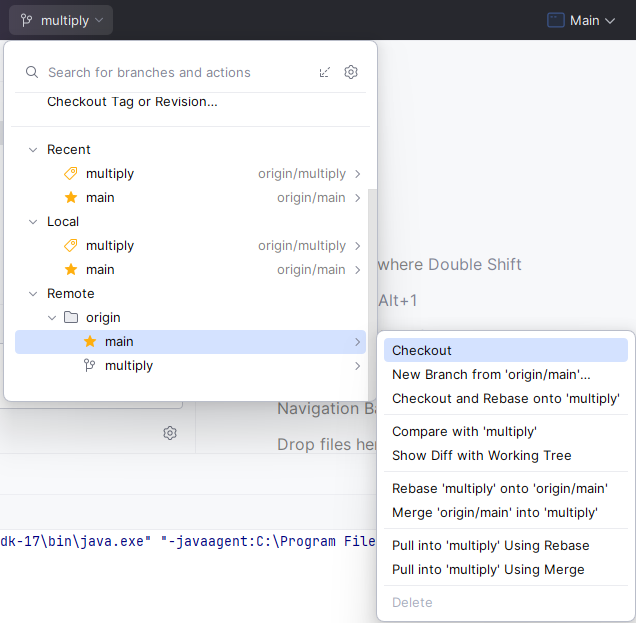 multiply
Main
Search for branches and actions
Checkout Tag or Revision...
Recent
multiply origin/multiply
main origin/main
Local
multiply origin/multiply
main origin/main
Remote
origin
main
multiply
where Double Shift
Alt+1
Navigation Ba
Drop files her
dk-17\bin\java.exe" "-javaagent:C:\Program File
Checkout
New Branch from 'origin/main'...
Checkout and Rebase onto 'multiply'
Compare with 'multiply'
Show Diff with Working Tree
Rebase 'multiply' onto 'origin/main'
Merge 'origin/main' into 'multiply'
Pull into 'multiply' Using Rebase
Pull into 'multiply' Using Merge
Delete